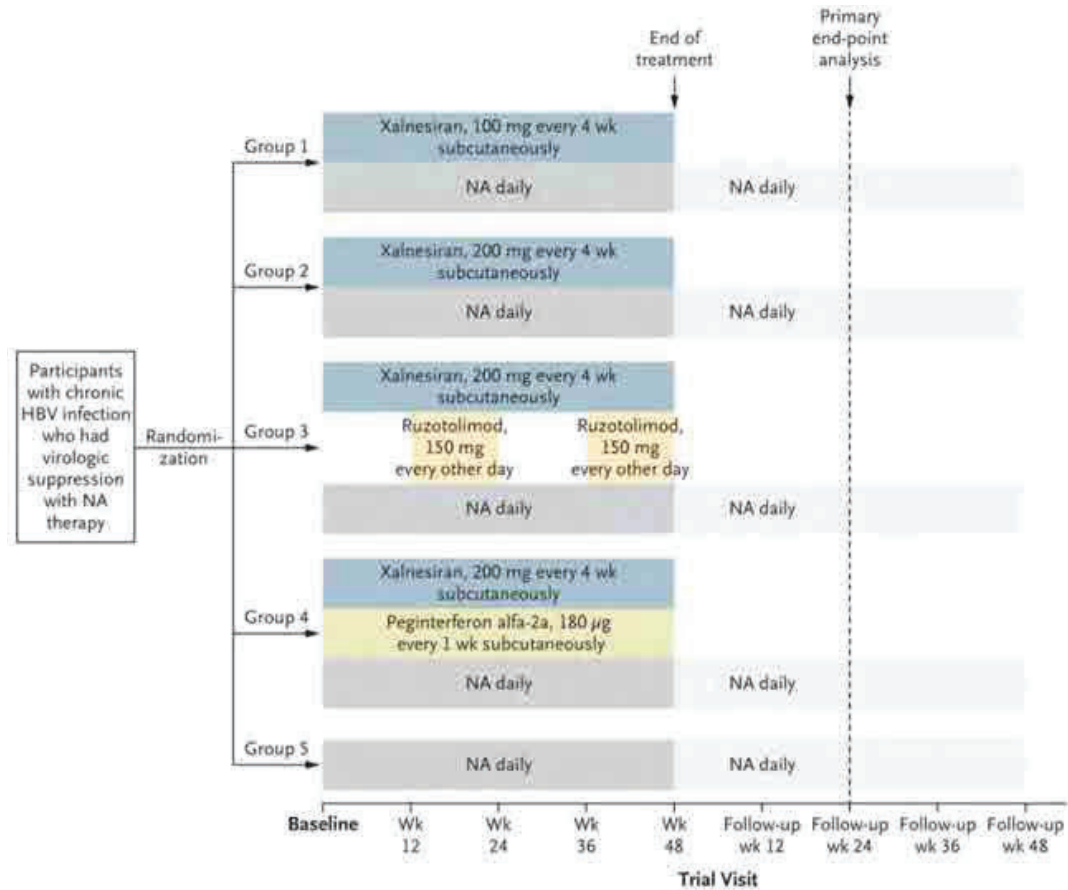 End of
treatment
Primary
end-point
analysis
Participants
with chronic
HBV infection
who had
virologic
suppression
with NA
therapy
Randomi-
zation
Group 1
Xalnesiran, 100 mg every 4 wk
subcutaneously
NA daily
NA daily
Group 2
Xalnesiran, 200 mg every 4 wk
subcutaneously
NA daily
NA daily
Group 3
Xalnesiran, 200 mg every 4 wk
subcutaneously
Ruzotolimod,
150 mg
every other day
Ruzotolimod,
150 mg
every other day
NA daily
NA daily
Group 4
Xalnesiran, 200 mg every 4 wk
subcutaneously
Peginterferon alfa-2a, 180 µg
every 1 wk subcutaneously
NA daily
NA daily
Group 5
NA daily
NA daily
Baseline
Wk
12
Wk
24
Wk
36
Wk
48
Follow-up
wk 12
Follow-up
wk 24
Follow-up
wk 36
Follow-up
wk 48
Trial Visit